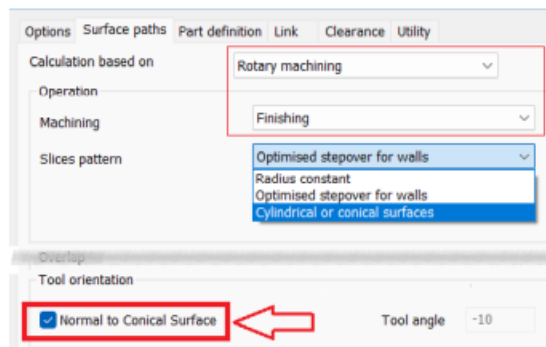 Options Surface paths Part definition Link Clearance Utility
Calculation based on Rotary machining
Operation
Machining Finishing
Slices pattern Optimised stepover for walls
Radius constant
Optimised stepover for walls
Cylindrical or conical surfaces
Overlap
Tool orientation
Normal to Conical Surface Tool angle -10